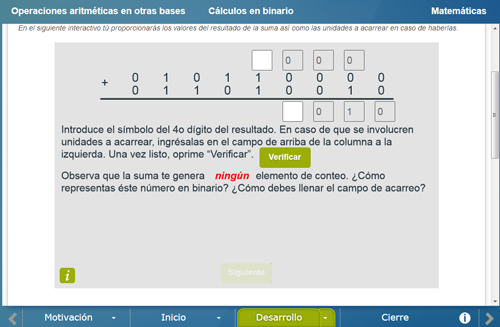 Operaciones aritméticas en otras bases Cálculos en binario Matemáticas
En el siguiente interactivo tú proporcionarás los valores del resultado de la suma así como las unidades a acarrear en caso de haberlas.
0 0 0
0 1 0 1 1 0 0 0 0
+
0 1 1 0 1 0 0 1 0
0 1 0
Introduce el símbolo del 4o dígito del resultado. En caso de que se involucren
unidades a acarrear, ingrésalas en el campo de arriba de la columna a la
izquierda. Una vez listo, oprime “Verificar”. Verificar
Observa que la suma te genera ningún elemento de conteo. ¿Cómo
representas éste número en binario? ¿Cómo debes llenar el campo de acarreo?
i Siguiente
Motivación Inicio Desarrollo Cierre i